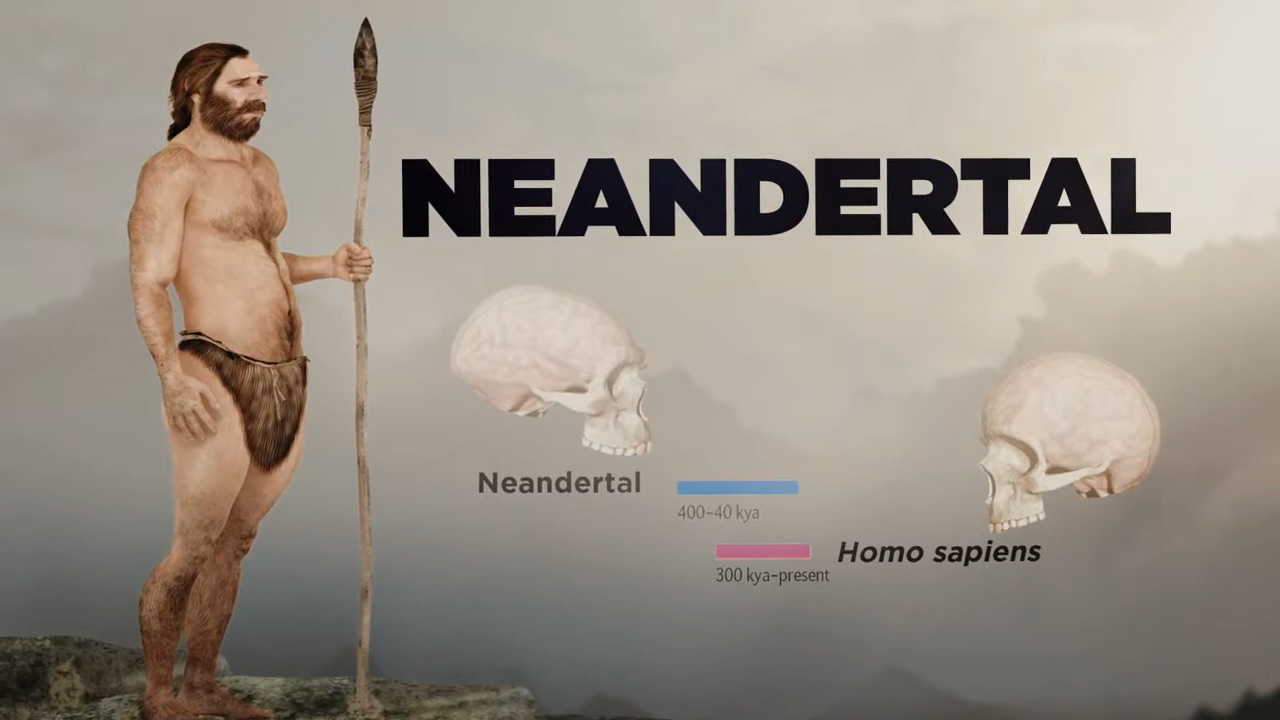 NEANDERTAL
Neandertal
400–40 kya
Homo sapiens
300 kya–present